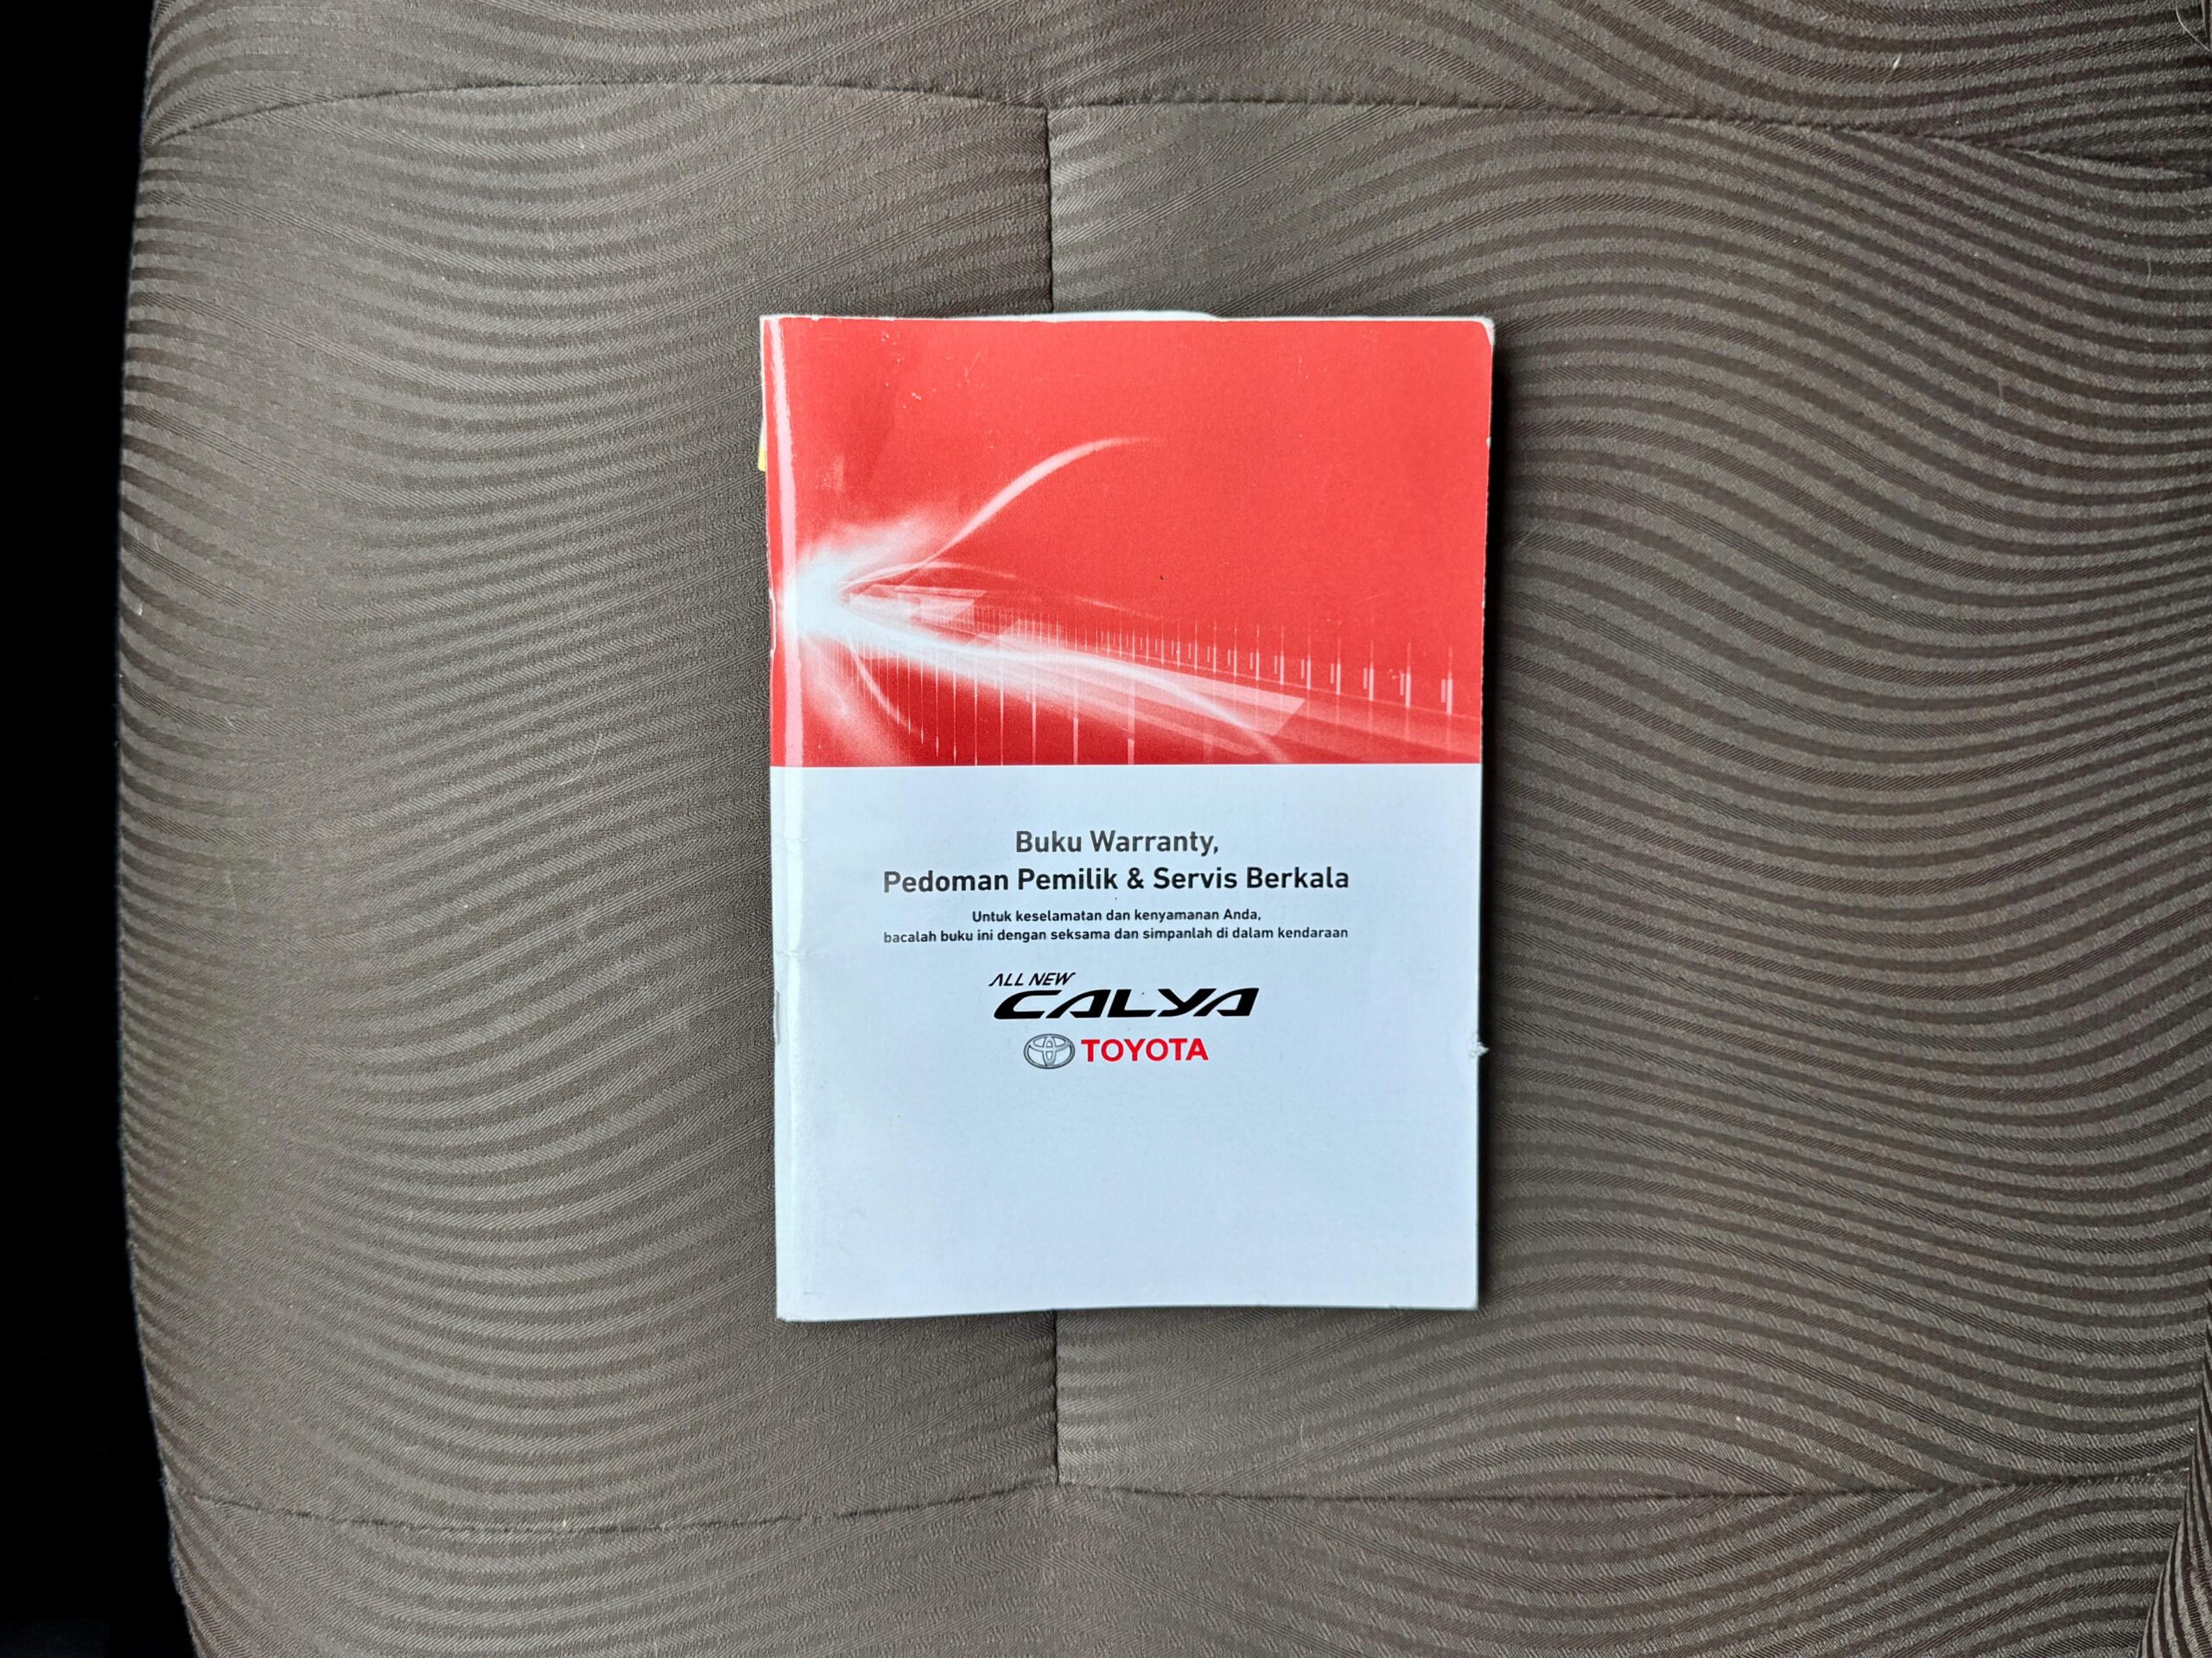 Buku Warranty,
Pedoman Pemilik & Servis Berkala
Untuk keselamatan dan kenyamanan Anda,
bacalah buku ini dengan seksama dan simpanlah di dalam kendaraan
ALL NEW
CALYA
TOYOTA